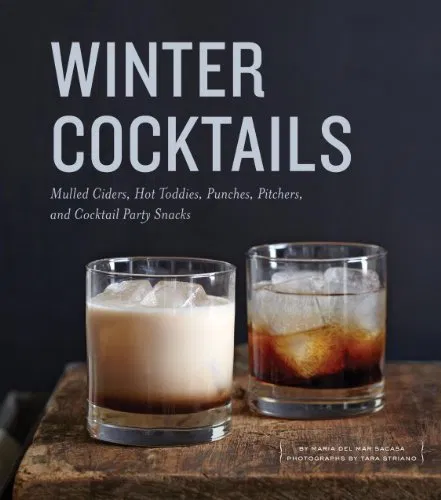 WINTER
COCKTAILS
Mulled Ciders, Hot Toddies, Punches, Pitchers,
and Cocktail Party Snacks
BY MARÍA DEL MAR SACASA
PHOTOGRAPHS BY TARA STRIANO